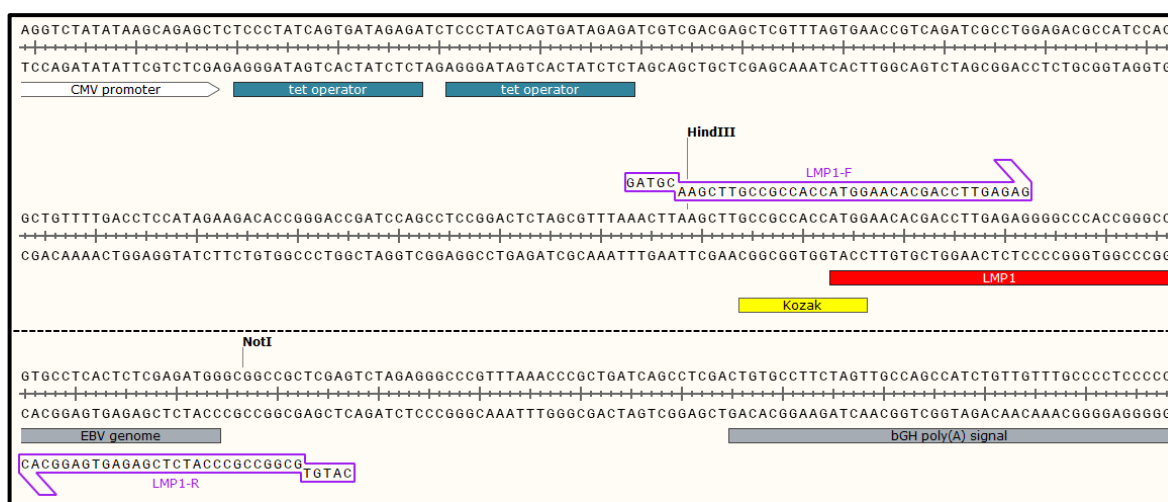 AGGTCTATATAAGCAGAGCTCTCCCTATCAGTGATAGAGATCTCCCTATCAGTGATAGAGATCGTCGACGAGCTCGTTTAGTGAACCGTCAGATCGCCTGGAGACGCCATCCAC
TCCAGATATATTCGTCTCGAGAGGGATAGTCACTATCTCTAGAGGGATAGTCACTATCTCTAGCAGCTGCTCGAGCAAATCACTTGGCAGTCTAGCGGACCTCTGCGGTAGGTG
CMV promoter tet operator tet operator
HindIII
LMP1-F
GATGC AAGCTTGCCGCCACCATGGAACACGACCTTGAGAG
GCTGTTTTGACCTCCATAGAAGACACCGGGACCGATCCAGCCTCCGGACTCTAGCGTTTAAACTTAAGCTTGCCGCCACCATGGAACACGACCTTGAGAGGGGCCCACCGGGCC
CGACAAAACTGGAGGTATCTTCTGTGGCCCTGGCTAGGTCGGAGGCCTGAGATCGCAAATTTGAATTCGAACGGCGGTGGTACCTTGTGCTGGAACTCTCCCCGGGTGGCCCGG
LMP1
Kozak
NotI
GTGCCTCACTCTCGAGATGGGCGGCCGCTCGAGTCTAGAGGGCCCGTTTAAACCCGCTGATCAGCCTCGACTGTGCCTTCTAGTTGCCAGCCATCTGTTGTTTGCCCCTCCCCC
CACGGAGTGAGAGCTCTACCCGCCGGCGAGCTCAGATCTCCCGGGCAAATTTGGGCGACTAGTCGGAGCTGACACGGAAGATCAACGGTCGGTAGACAACAAACGGGGAGGGGG
EBV genome bGH poly(A) signal
CACGGAGTGAGAGCTCTACCCGCCGGCG TGTAC
LMP1-R